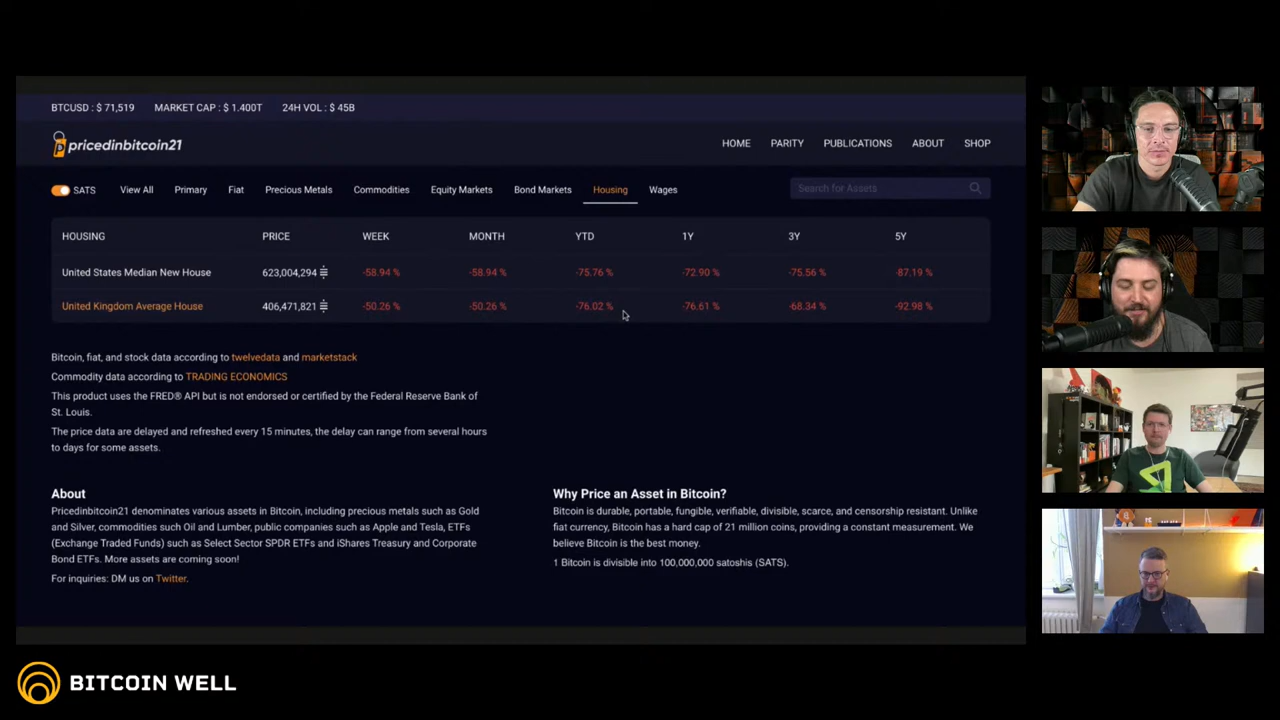 BTCUSD : $ 71,519 MARKET CAP : $ 1.400T 24H VOL : $ 45B
pricedinbitcoin21 HOME PARITY PUBLICATIONS ABOUT SHOP
SATS View All Primary Fiat Precious Metals Commodities Equity Markets Bond Markets Housing Wages Search for Assets
HOUSING PRICE WEEK MONTH YTD 1Y 3Y 5Y
United States Median New House 623,004,294 -58.94 % -58.94 % -75.76 % -72.90 % -75.56 % -87.19 %
United Kingdom Average House 406,471,821 -50.26 % -50.26 % -76.02 % -76.61 % -68.34 % -92.98 %
Bitcoin, fiat, and stock data according to twelvedata and marketstack
Commodity data according to TRADING ECONOMICS
This product uses the FRED® API but is not endorsed or certified by the Federal Reserve Bank of
St. Louis.
The price data are delayed and refreshed every 15 minutes, the delay can range from several hours
to days for some assets.
About
Pricedinbitcoin21 denominates various assets in Bitcoin, including precious metals such as Gold
and Silver, commodities such Oil and Lumber, public companies such as Apple and Tesla, ETFs
(Exchange Traded Funds) such as Select Sector SPDR ETFs and iShares Treasury and Corporate
Bond ETFs. More assets are coming soon!
For inquiries: DM us on Twitter.
Why Price an Asset in Bitcoin?
Bitcoin is durable, portable, fungible, verifiable, divisible, scarce, and censorship resistant. Unlike
fiat currency, Bitcoin has a hard cap of 21 million coins, providing a constant measurement. We
believe Bitcoin is the best money.
1 Bitcoin is divisible into 100,000,000 satoshis (SATS).
BITCOIN WELL